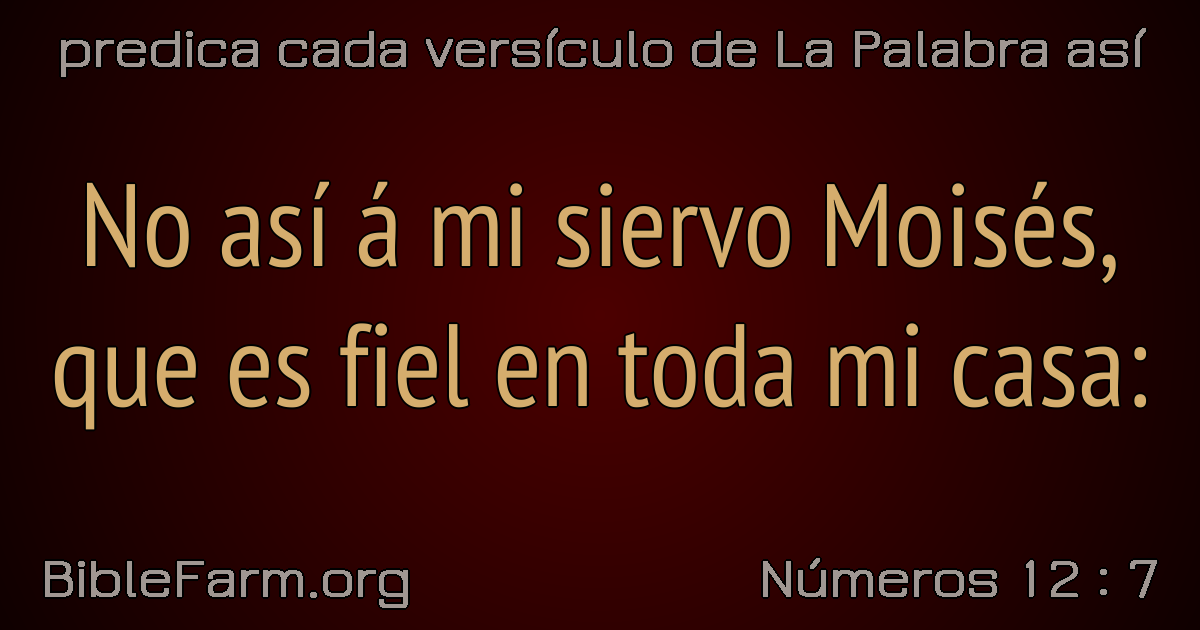 predica cada versículo de La Palabra así
No así á mi siervo Moisés,
que es fiel en toda mi casa:
BibleFarm.org
Números 12 : 7